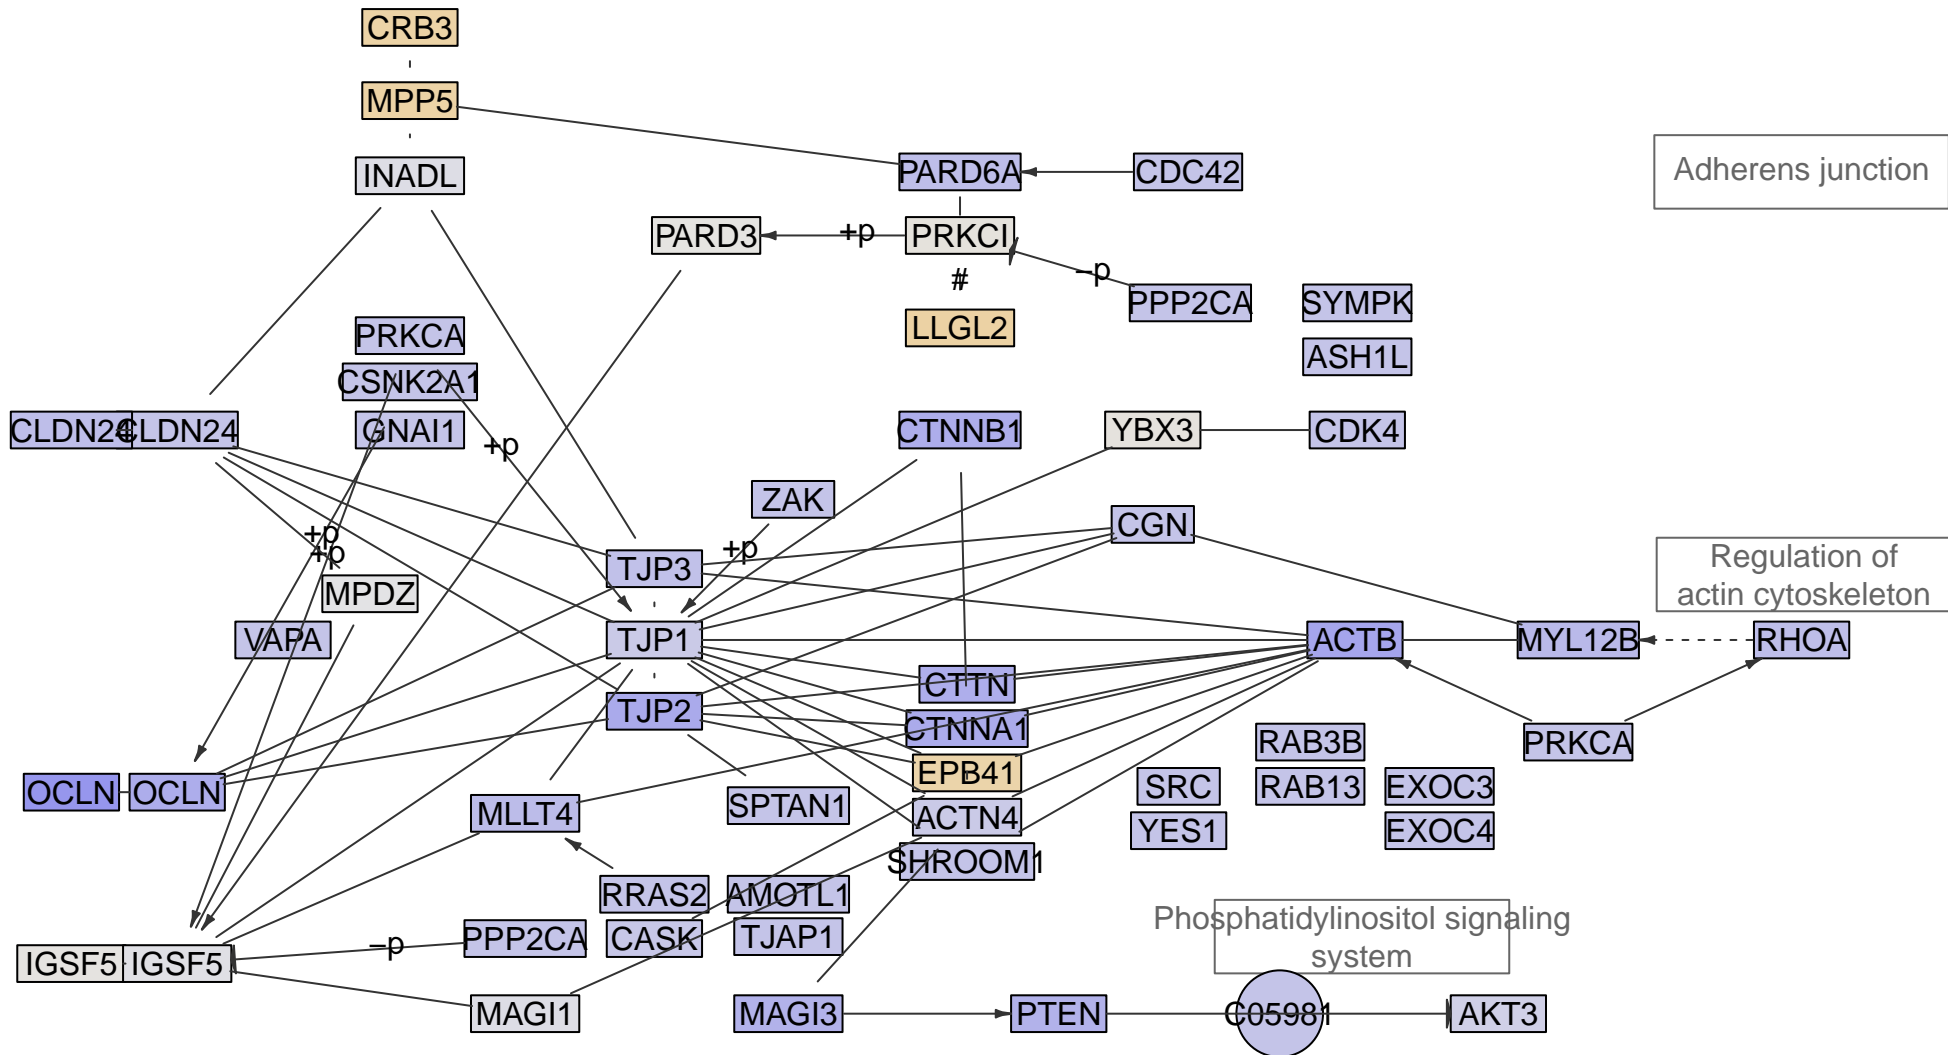 CRB3
MPP5
INADL
PARD6A
CDC42
Adherens junction
PARD3
+p
PRKCI
#
−p
PPP2CA
SYMPK
LLGL2
PRKCA
ASH1L
CSNK2A1
CLDN24
CLDN24
GNAI1
+p
CTNNB1
YBX3
CDK4
ZAK
CGN
+p
+p
+p
TJP3
MPDZ
Regulation of
actin cytoskeleton
VAPA
TJP1
ACTB
MYL12B
RHOA
CTTN
TJP2
CTNNA1
RAB3B
PRKCA
EPB41
OCLN
OCLN
SRC
RAB13
EXOC3
MLLT4
SPTAN1
ACTN4
YES1
EXOC4
SHROOM1
RRAS2
AMOTL1
Phosphatidylinositol signaling
system
PPP2CA
CASK
TJAP1
−p
IGSF5
IGSF5
MAGI1
MAGI3
PTEN
C05981
AKT3